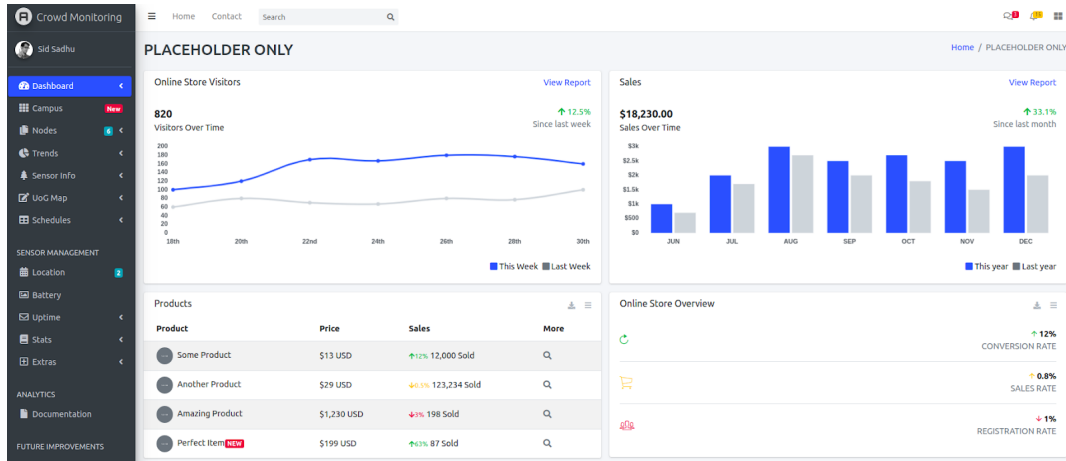 Crowd Monitoring
Home Contact Search
3 15
Sid Sadhu
Dashboard
Campus New
Nodes 6
Trends
Sensor Info
UoG Map
Schedules
SENSOR MANAGEMENT
Location 2
Battery
Uptime
Stats
Extras
ANALYTICS
Documentation
FUTURE IMPROVEMENTS
PLACEHOLDER ONLY
Home / PLACEHOLDER ONLY
Online Store Visitors View Report
820 12.5%
Visitors Over Time Since last week
200
180
160
140
120
100
80
60
40
20
0
18th 20th 22nd 24th 26th 28th 30th
This Week Last Week
Sales View Report
$18,230.00 33.1%
Sales Over Time Since last month
$3k
$2.5k
$2k
$1.5k
$1k
$500
$0
JUN JUL AUG SEP OCT NOV DEC
This year Last year
Products
Product Price Sales More
Some Product $13 USD 12% 12,000 Sold
Another Product $29 USD 0.5% 123,234 Sold
Amazing Product $1,230 USD 3% 198 Sold
Perfect Item NEW $199 USD 63% 87 Sold
Online Store Overview
12%
CONVERSION RATE
0.8%
SALES RATE
1%
REGISTRATION RATE